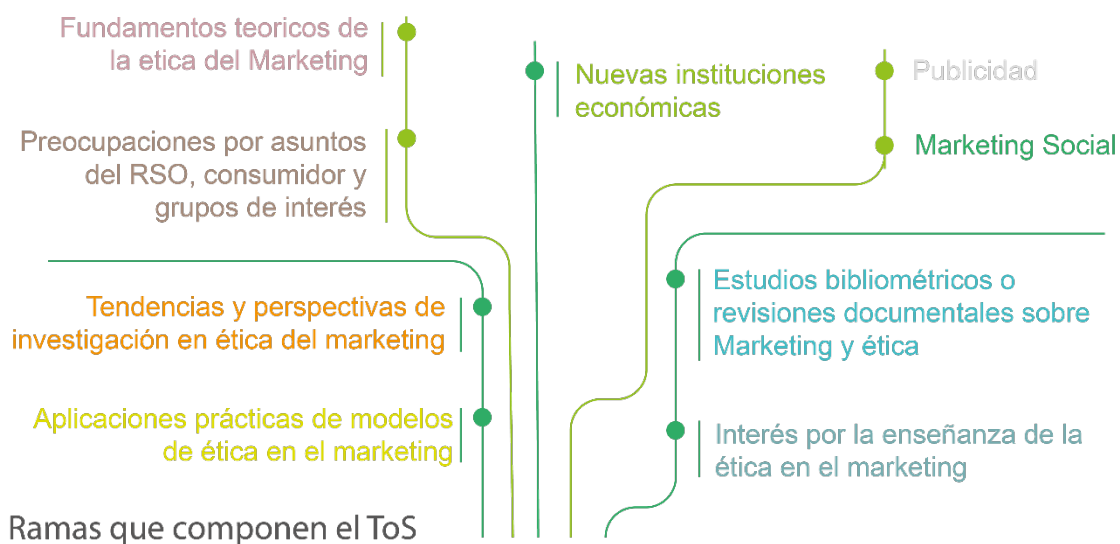 Fundamentos teoricos de
la etica del Marketing
Preocupaciones por asuntos
del RSO, consumidor y
grupos de interés
Tendencias y perspectivas de
investigación en ética del marketing
Aplicaciones prácticas de modelos
de ética en el marketing
Nuevas instituciones
económicas
Publicidad
Marketing Social
Estudios bibliométricos o
revisiones documentales sobre
Marketing y ética
Interés por la enseñanza de la
ética en el marketing
Ramas que componen el ToS